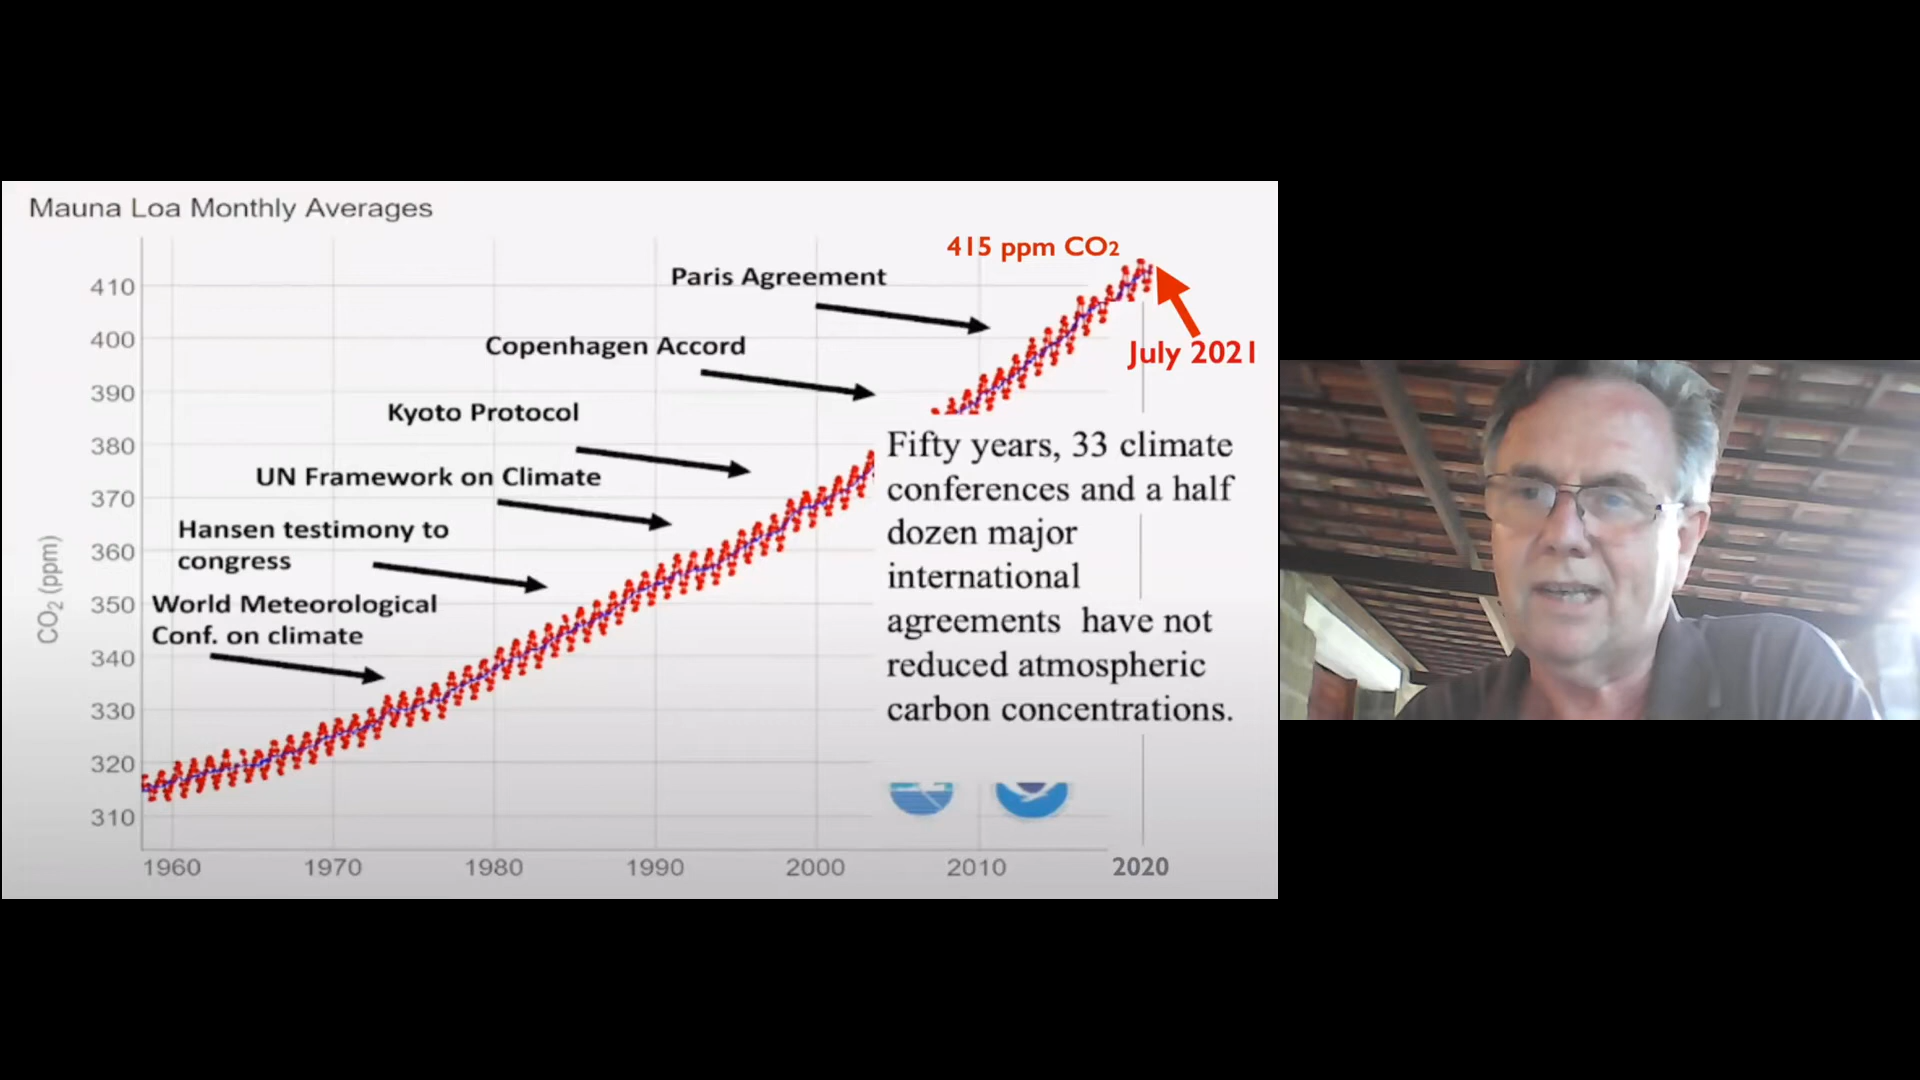 Mauna Loa Monthly Averages
415 ppm CO2
Paris Agreement
July 2021
Copenhagen Accord
Kyoto Protocol
UN Framework on Climate
Hansen testimony to
congress
World Meteorological
Conf. on climate
Fifty years, 33 climate
conferences and a half
dozen major
international
agreements have not
reduced atmospheric
carbon concentrations.
CO2 (ppm)
410
400
390
380
370
360
350
340
330
320
310
1960 1970 1980 1990 2000 2010 2020